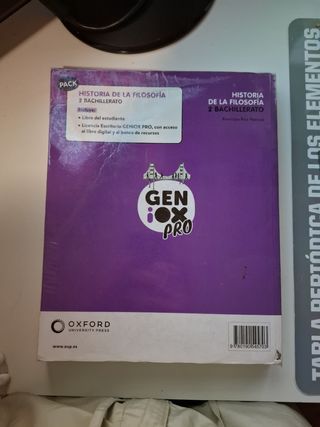 PACK
HISTORIA DE LA FILOSOFÍA
2 BACHILLERATO
Incluye:
• Libro del estudiante
• Licencia Escritorio GENIOX PRO, con acceso
al libro digital y al banco de recursos
HISTORIA
DE LA FILOSOFÍA
2 BACHILLERATO
GEN
iOX
PRO
OXFORD
UNIVERSITY PRESS
www.oup.es
TABLA PERIÓDICA DE LOS ELEMENTOS